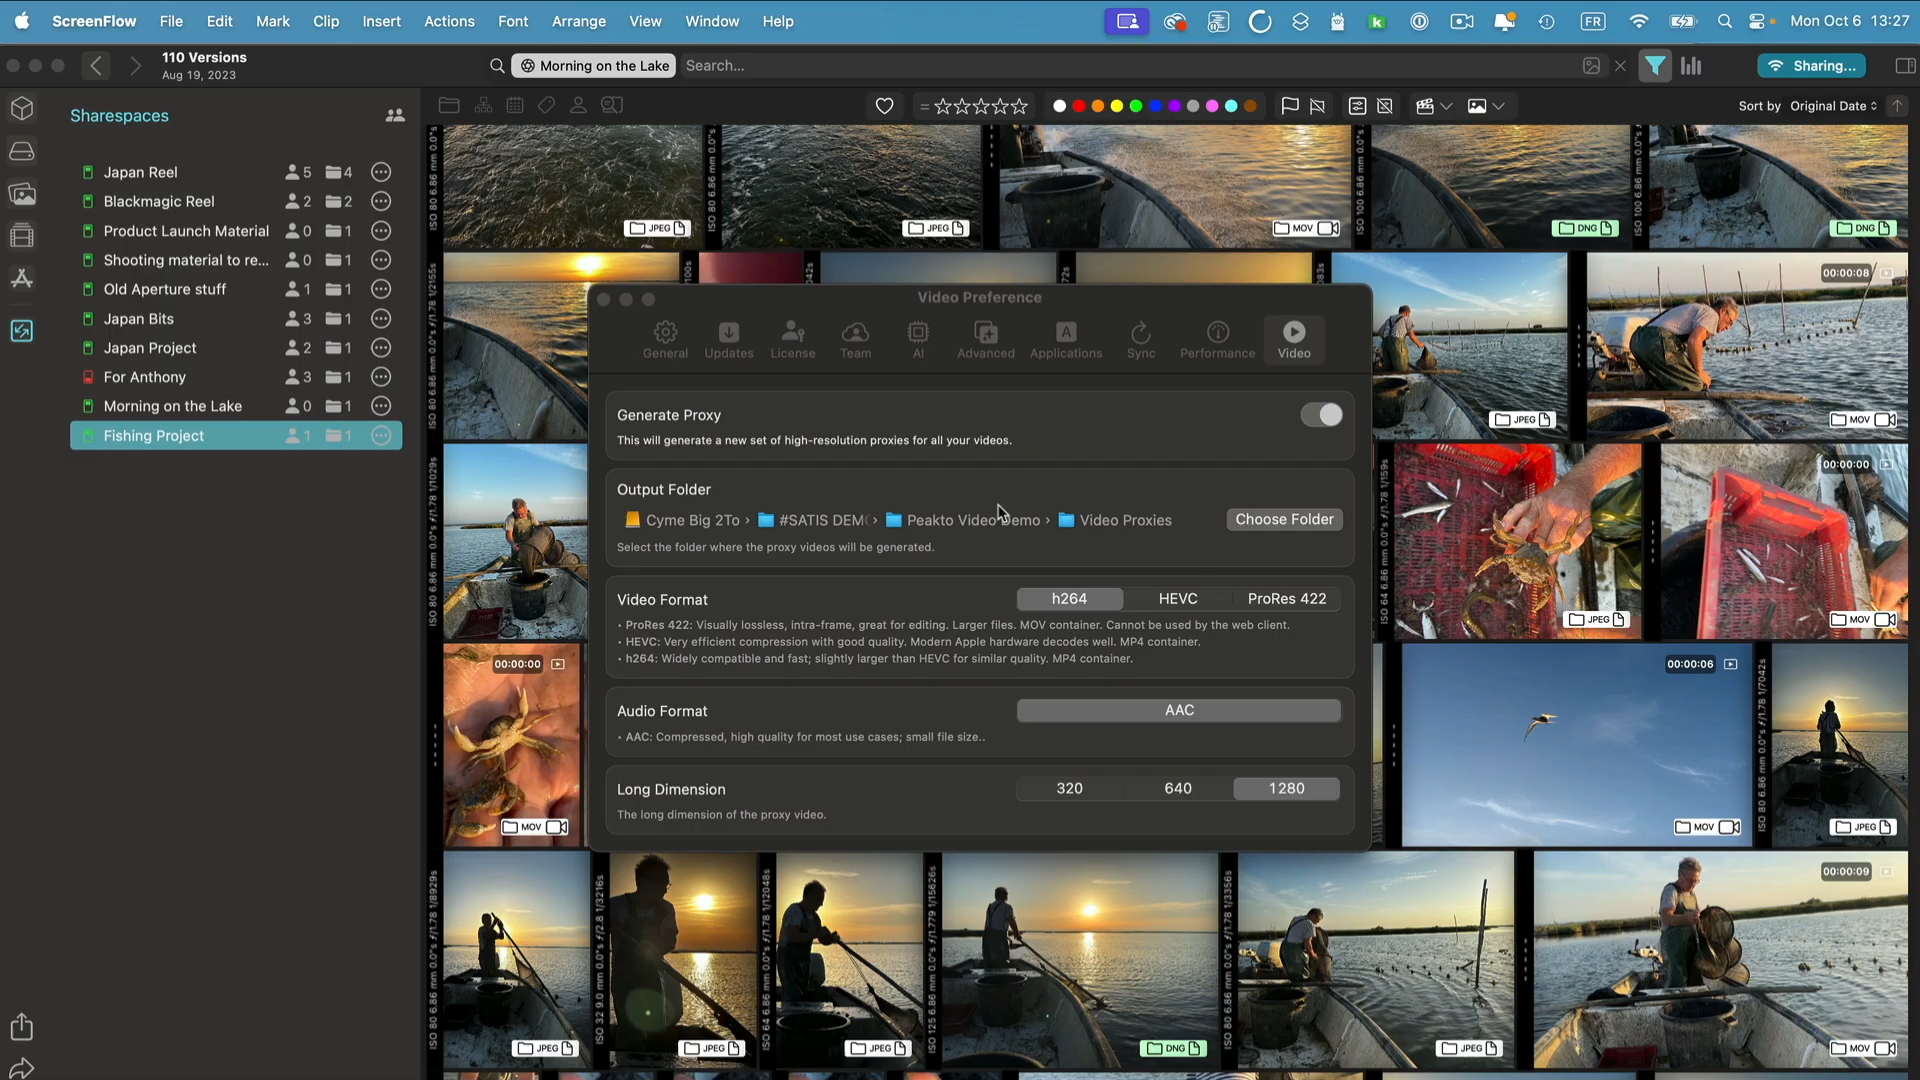 ScreenFlow File Edit Mark Clip Insert Actions Font Arrange View Window Help FR Mon Oct 6 13:27
110 Versions
Aug 19, 2023
Morning on the Lake Search... Sharing...
Sharespaces
= Sort by Original Date
Japan Reel 5 4
Blackmagic Reel 2 2
Product Launch Material 0 1
Shooting material to re... 0 1
Old Aperture stuff 1 1
Japan Bits 3 1
Japan Project 2 1
For Anthony 3 1
Morning on the Lake 0 1
Fishing Project 1 1
JPEG JPEG MOV DNG DNG
Video Preference
General Updates License Team AI Advanced Applications Sync Performance Video
Generate Proxy
This will generate a new set of high-resolution proxies for all your videos.
Output Folder
Cyme Big 2To › #SATIS DEM › Peakto Video Demo › Video Proxies Choose Folder
Select the folder where the proxy videos will be generated.
Video Format h264 HEVC ProRes 422
• ProRes 422: Visually lossless, intra-frame, great for editing. Larger files. MOV container. Cannot be used by the web client.
• HEVC: Very efficient compression with good quality. Modern Apple hardware decodes well. MP4 container.
• h264: Widely compatible and fast; slightly larger than HEVC for similar quality. MP4 container.
Audio Format AAC
• AAC: Compressed, high quality for most use cases; small file size..
Long Dimension 320 640 1280
The long dimension of the proxy video.
00:00:08
JPEG MOV
00:00:00
JPEG MOV
00:00:00 00:00:06
MOV MOV JPEG
00:00:09
JPEG JPEG JPEG DNG JPEG MOV